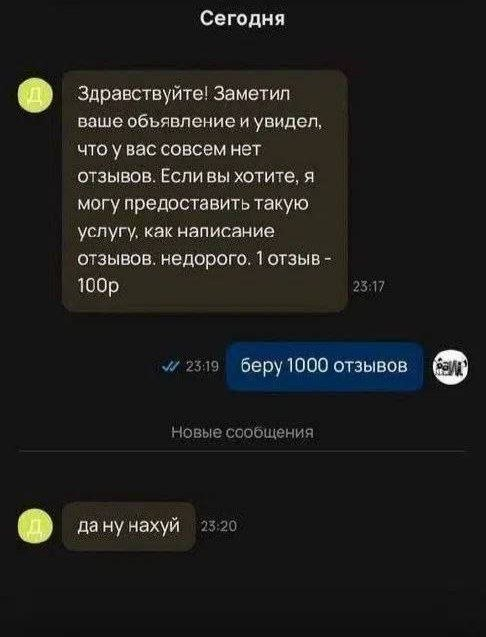 Сегодня
Д
Здравствуйте! Заметил
ваше объявление и увидел,
что у вас совсем нет
отзывов. Если вы хотите, я
могу предоставить такую
услугу, как написание
отзывов. недорого. 1 отзыв -
100р
23:17
23:19
беру 1000 отзывов
Новые сообщения
Д
да ну нахуй
23:20